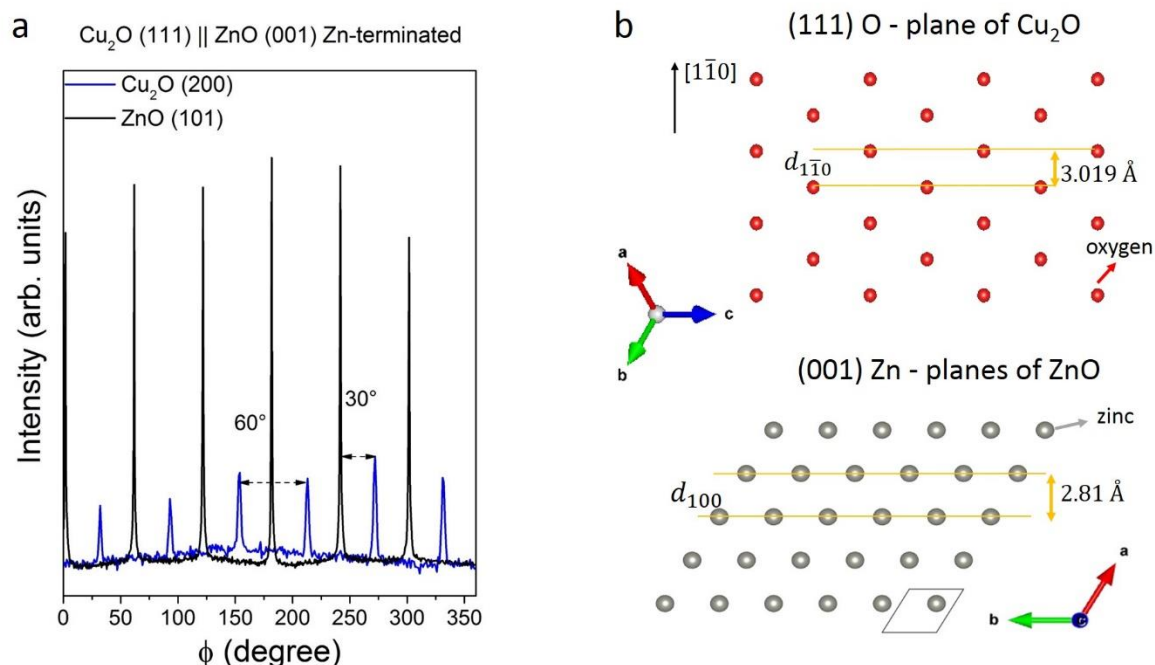 a
Cu₂O (111) || ZnO (001) Zn-terminated
Cu₂O (200)
ZnO (101)
60°
30°
Intensity (arb. units)
0 50 100 150 200 250 300 350
ϕ (degree)
b
(111) O - plane of Cu₂O
[11̅0]
d₁₁̅₀
3.019 Å
oxygen
a
c
b
(001) Zn - planes of ZnO
zinc
d₁₀₀
2.81 Å
a
b
c